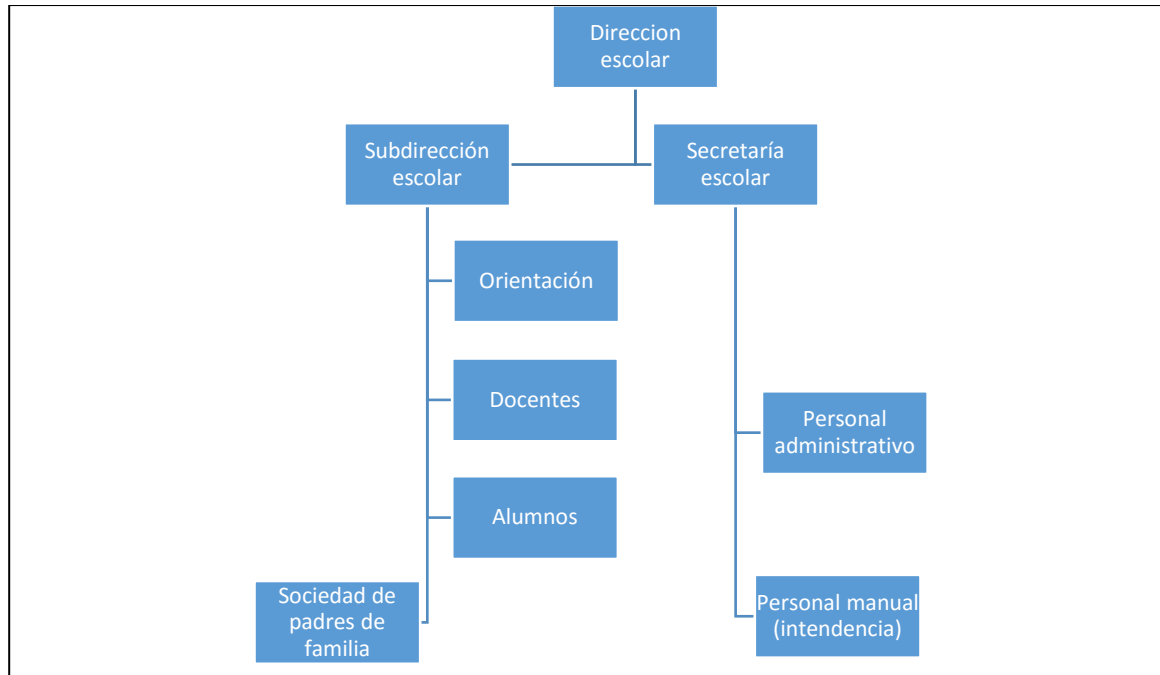 Direccion
escolar
Subdirección
escolar
Secretaría
escolar
Orientación
Docentes
Personal
administrativo
Alumnos
Sociedad de
padres de
familia
Personal manual
(intendencia)